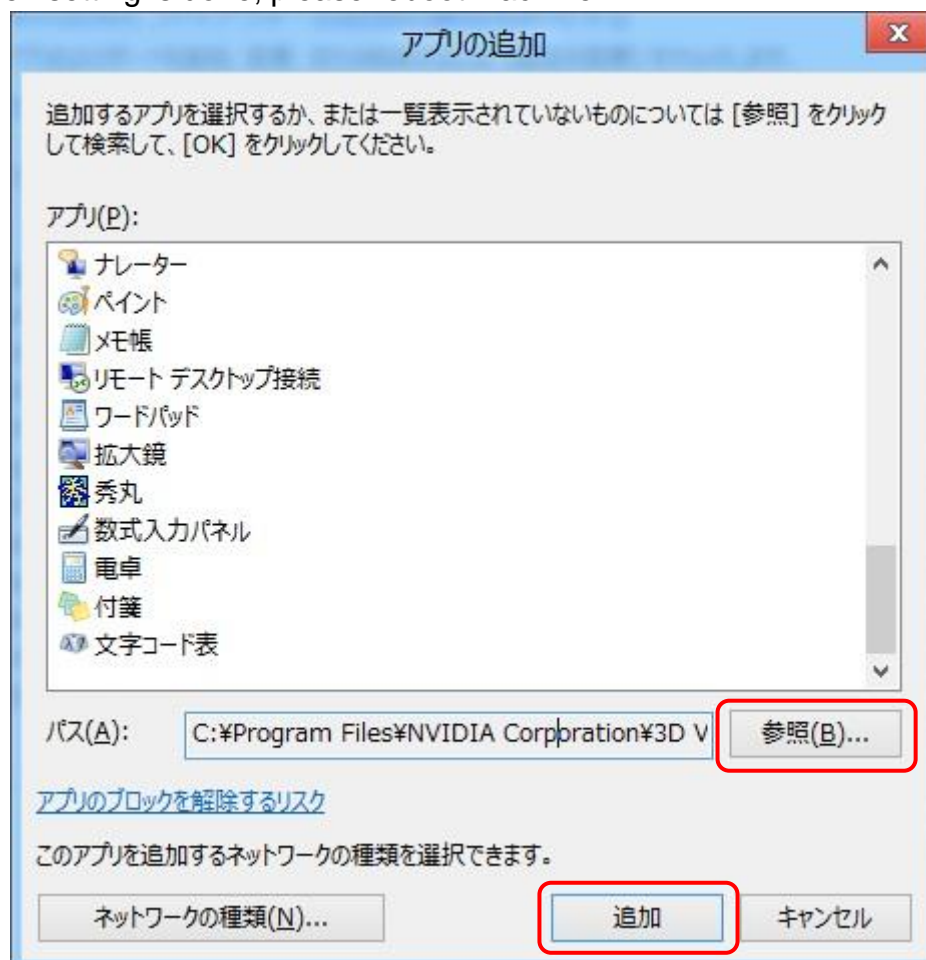 アプリの追加
追加するアプリを選択するか、または一覧表示されていないものについては [参照] をクリック
して検索して、[OK] をクリックしてください。
アプリ(P):
ナレーター
ペイント
メモ帳
リモート デスクトップ接続
ワードパッド
拡大鏡
秀丸
数式入力パネル
電卓
付箋
文字コード表
パス(A): C:¥Program Files¥NVIDIA Corporation¥3D V 参照(B)...
アプリのブロックを解除するリスク
このアプリを追加するネットワークの種類を選択できます。
ネットワークの種類(N)... 追加 キャンセル